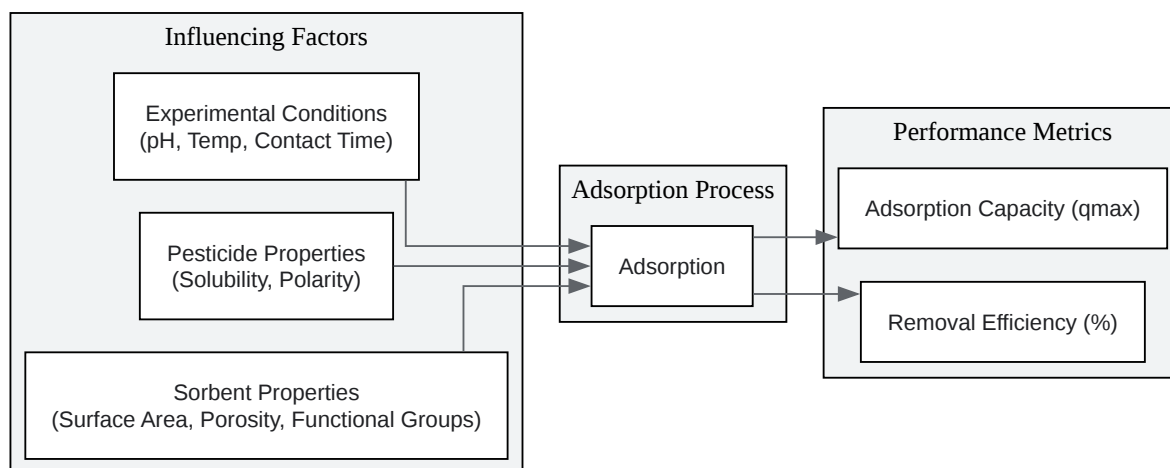 Influencing Factors
Experimental Conditions
(pH, Temp, Contact Time)
Pesticide Properties
(Solubility, Polarity)
Sorbent Properties
(Surface Area, Porosity, Functional Groups)
Adsorption Process
Adsorption
Performance Metrics
Adsorption Capacity (qmax)
Removal Efficiency (%)